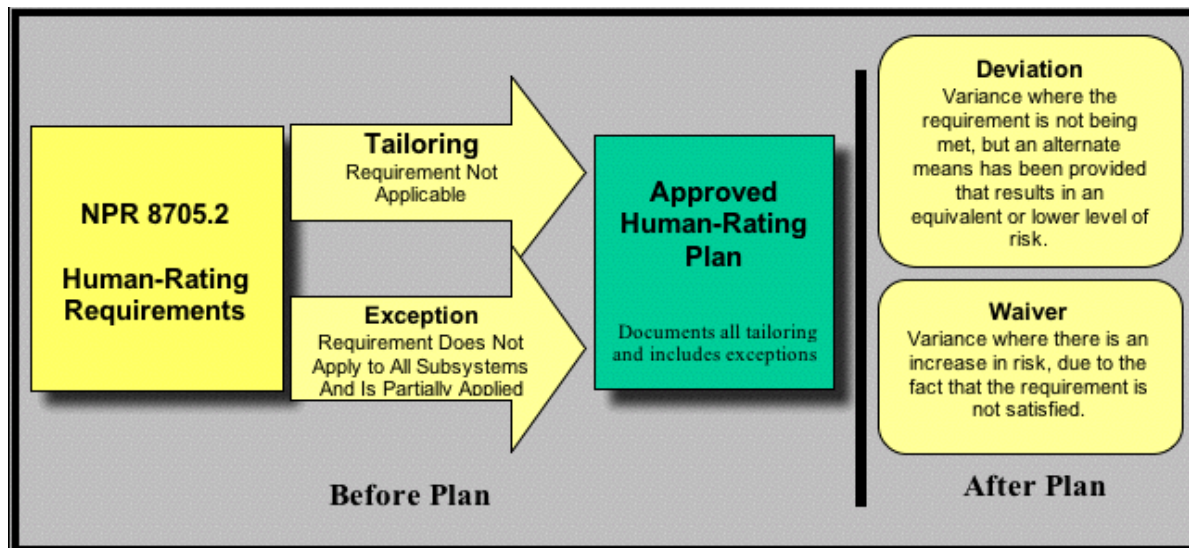 NPR 8705.2
Human-Rating
Requirements
Tailoring
Requirement Not
Applicable
Exception
Requirement Does Not
Apply to All Subsystems
And Is Partially Applied
Approved
Human-Rating
Plan
Documents all tailoring
and includes exceptions
Before Plan
Deviation
Variance where the
requirement is not being
met, but an alternate
means has been provided
that results in an
equivalent or lower level of
risk.
Waiver
Variance where there is an
increase in risk, due to the
fact that the requirement is
not satisfied.
After Plan